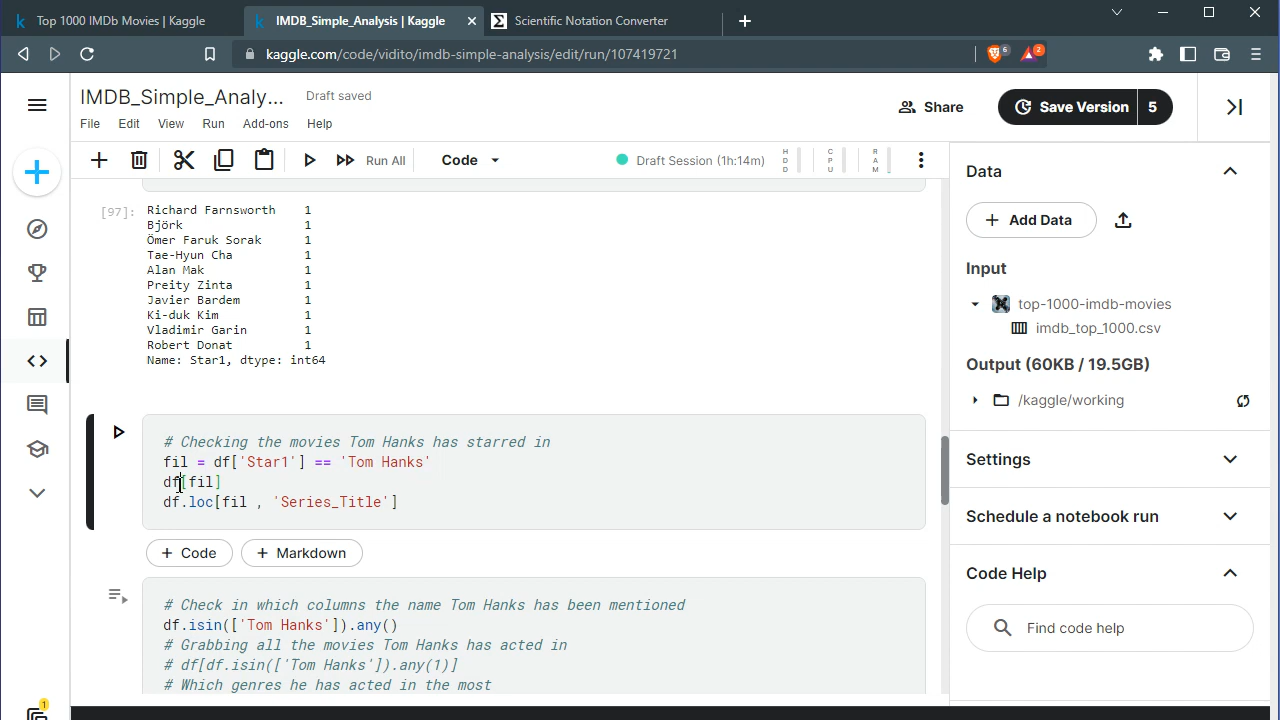 Top 1000 IMDb Movies | Kaggle
IMDB_Simple_Analysis | Kaggle
Scientific Notation Converter
kaggle.com/code/vidito/imdb-simple-analysis/edit/run/107419721
6
2
IMDB_Simple_Analy...
Draft saved
Share
Save Version
5
File Edit View Run Add-ons Help
Run All
Code
Draft Session (1h:14m)
HDD
CPU
RAM
[97]:
Richard Farnsworth 1
Björk 1
Ömer Faruk Sorak 1
Tae-Hyun Cha 1
Alan Mak 1
Preity Zinta 1
Javier Bardem 1
Ki-duk Kim 1
Vladimir Garin 1
Robert Donat 1
Name: Star1, dtype: int64
# Checking the movies Tom Hanks has starred in
fil = df['Star1'] == 'Tom Hanks'
df[fil]
df.loc[fil , 'Series_Title']
+ Code
+ Markdown
# Check in which columns the name Tom Hanks has been mentioned
df.isin(['Tom Hanks']).any()
# Grabbing all the movies Tom Hanks has acted in
# df[df.isin(['Tom Hanks']).any(1)]
# Which genres he has acted in the most
Data
+ Add Data
Input
top-1000-imdb-movies
imdb_top_1000.csv
Output (60KB / 19.5GB)
/kaggle/working
Settings
Schedule a notebook run
Code Help
Find code help
1